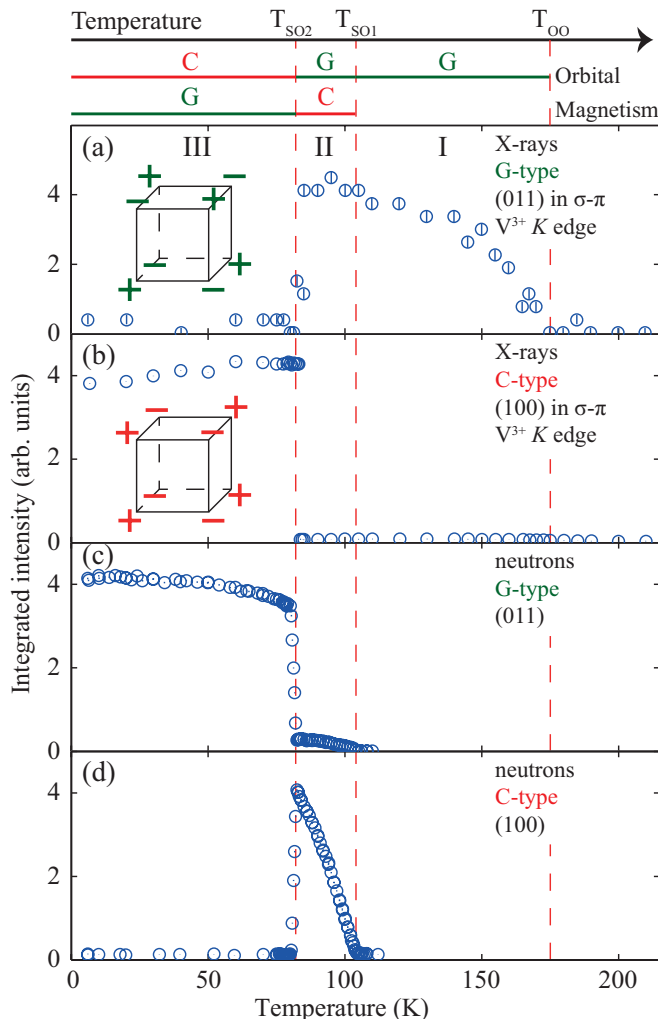 Temperature T_SO2 T_SO1 T_OO
C G G Orbital
G C Magnetism
(a) III II I X-rays
G-type
(011) in σ-π
V³⁺ K edge
4
2
0
(b) X-rays
C-type
(100) in σ-π
V³⁺ K edge
4
2
0
(c) neutrons
G-type
(011)
4
2
0
(d) neutrons
C-type
(100)
4
2
0
0 50 100 150 200
Temperature (K)
Integrated intensity (arb. units)